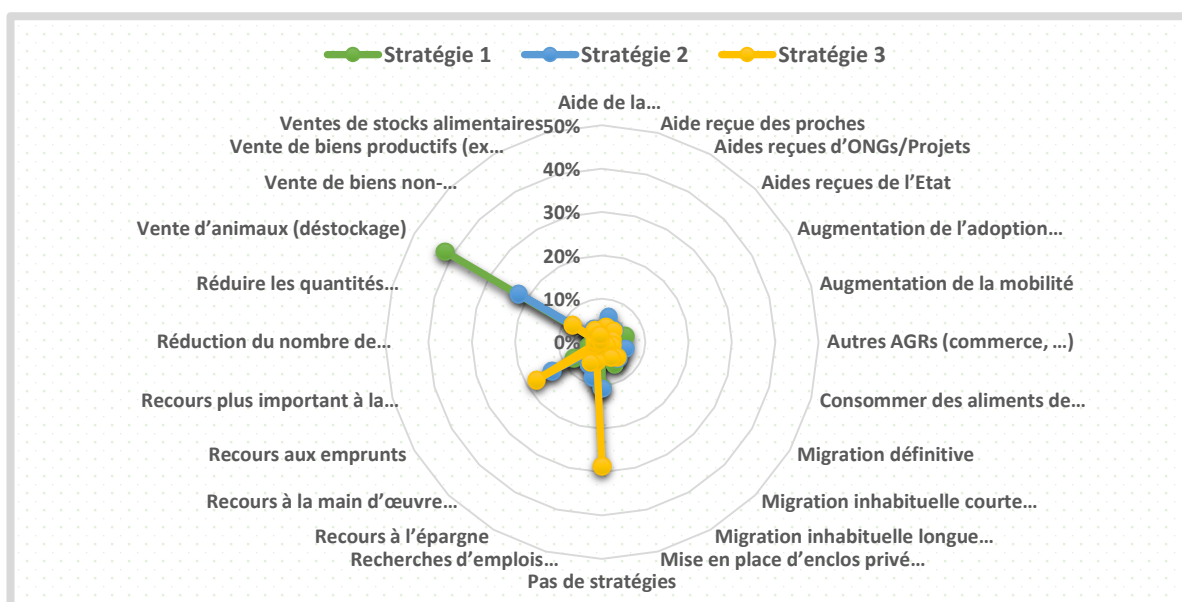 Stratégie 1 Stratégie 2 Stratégie 3
Aide de la...
Aide reçue des proches
Aides reçues d'ONGs/Projets
Aides reçues de l'Etat
Augmentation de l'adoption...
Augmentation de la mobilité
Autres AGRs (commerce, ...)
Consommer des aliments de...
Migration définitive
Migration inhabituelle courte...
Migration inhabituelle longue...
Mise en place d'enclos privé...
Pas de stratégies
Recherches d'emplois...
Recours à l'épargne
Recours à la main d'œuvre...
Recours aux emprunts
Recours plus important à la...
Réduction du nombre de...
Réduire les quantités...
Vente d'animaux (déstockage)
Vente de biens non-...
Vente de biens productifs (ex...
Ventes de stocks alimentaires
50%
40%
30%
20%
10%
0%